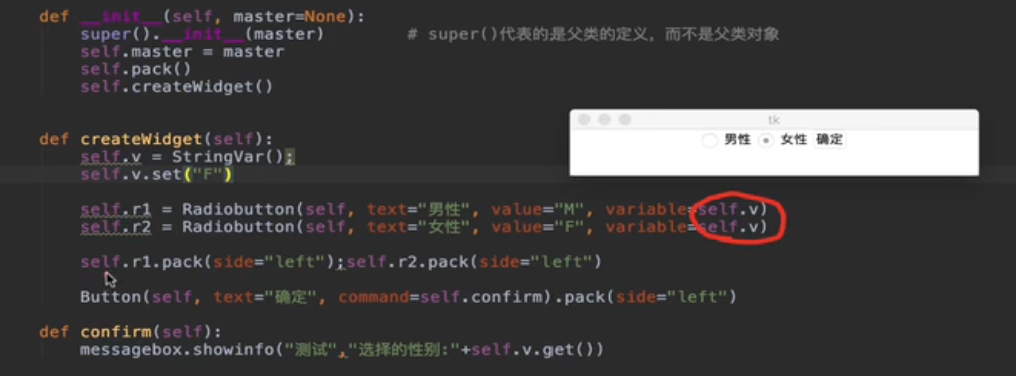 def __init__(self, master=None):
super().__init__(master) # super()代表的是父类的定义，而不是父类对象
self.master = master
self.pack()
self.createWidget()
def createWidget(self):
self.v = StringVar();
self.v.set("F")
tk
男性 女性 确定
self.r1 = Radiobutton(self, text="男性", value="M", variable=self.v)
self.r2 = Radiobutton(self, text="女性", value="F", variable=self.v)
self.r1.pack(side="left");self.r2.pack(side="left")
Button(self, text="确定", command=self.confirm).pack(side="left")
def confirm(self):
messagebox.showinfo("测试","选择的性别:"+self.v.get())